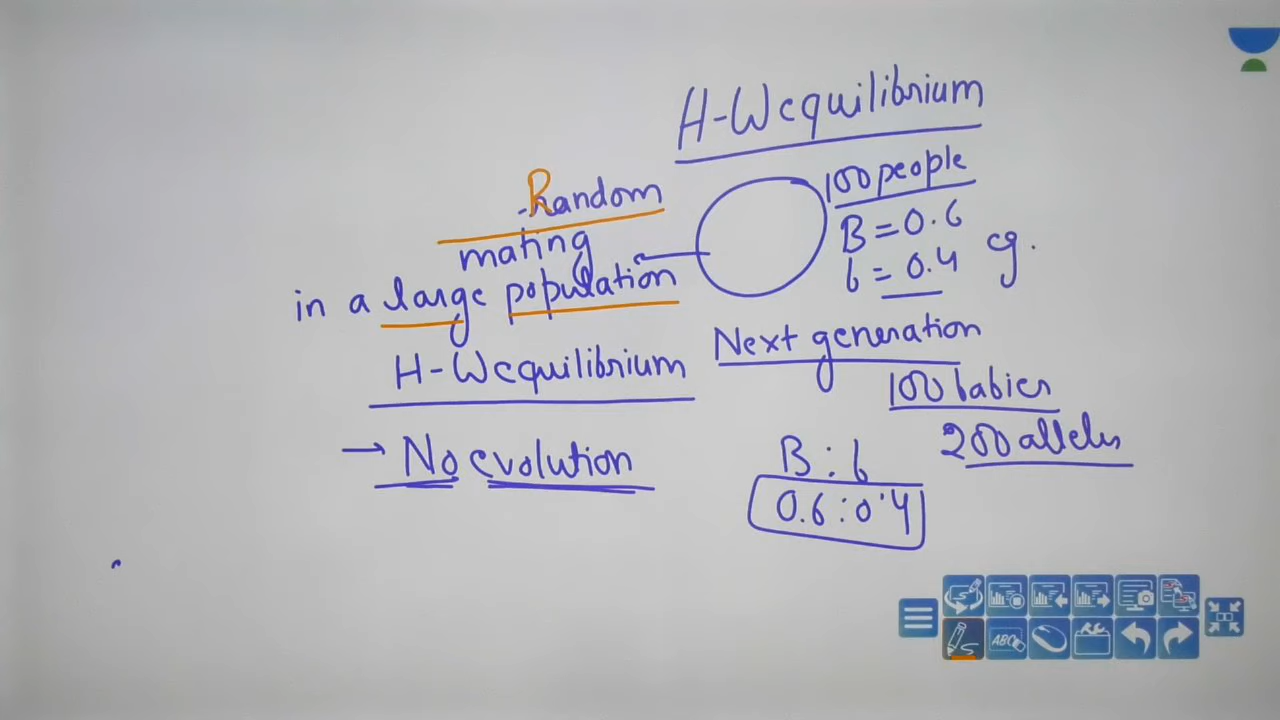 H-W equilibrium
100 people
B = 0.6
b = 0.4 eg.
Random
mating
in a large population
H-W equilibrium
→ No evolution
Next generation
100 babies
200 alleles
B : b
0.6 : 0.4
ABC